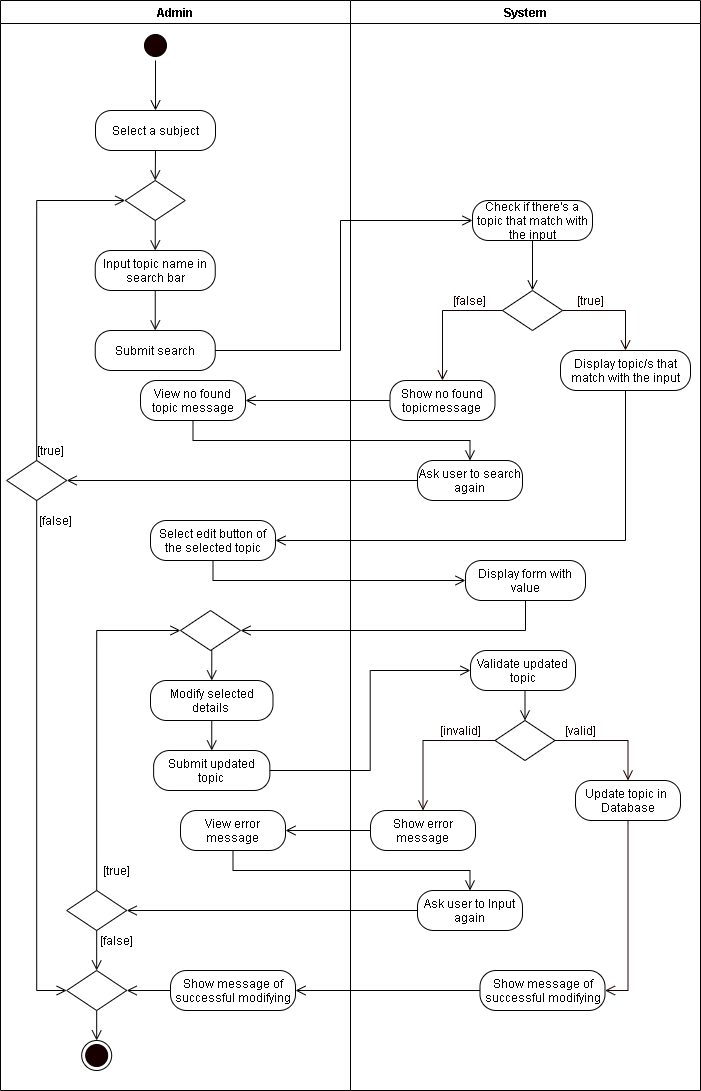 Admin
System
Select a subject
Check if there's a
topic that match with
the input
Input topic name in
search bar
[false]
[true]
Submit search
Display topic/s that
match with the input
View no found
topic message
Show no found
topicmessage
[true]
Ask user to search
again
[false]
Select edit button of
the selected topic
Display form with
value
Validate updated
topic
Modify selected
details
[invalid]
[valid]
Submit updated
topic
Update topic in
Database
View error
message
Show error
message
[true]
Ask user to Input
again
[false]
Show message of
successful modifying
Show message of
successful modifying